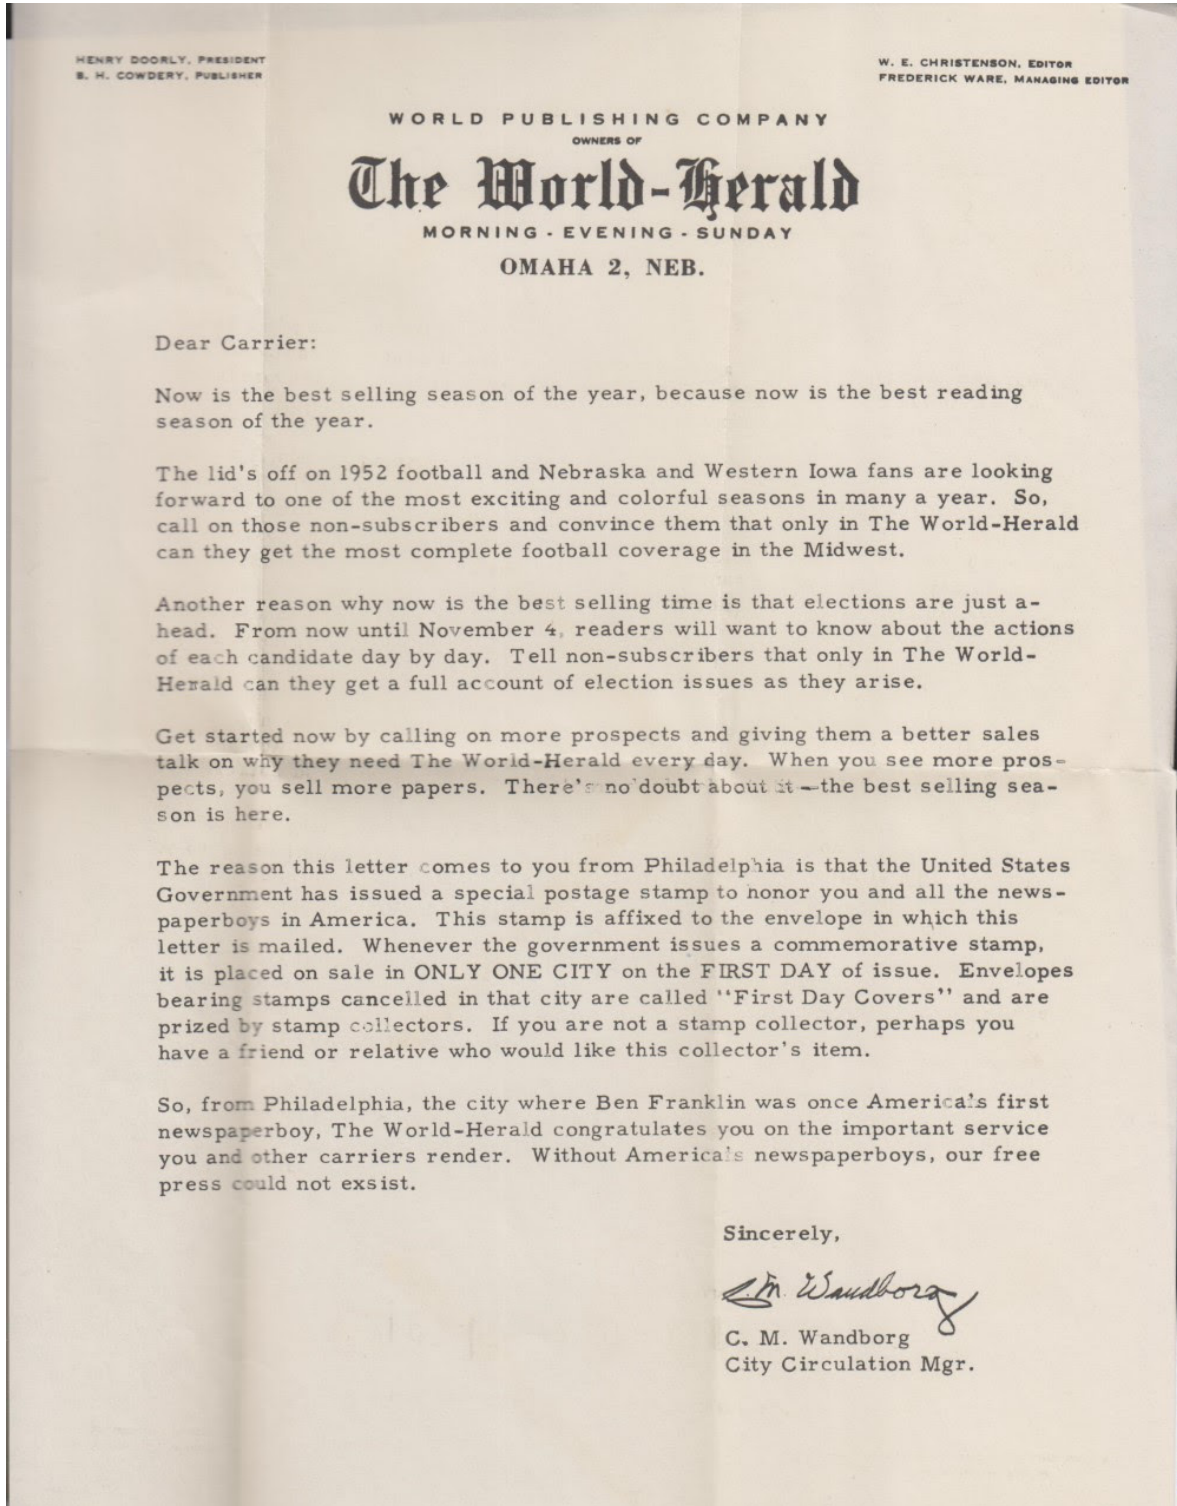 HENRY DOORLY, PRESIDENT
B. H. COWDERY, PUBLISHER
W. E. CHRISTENSON, EDITOR
FREDERICK WARE, MANAGING EDITOR
WORLD PUBLISHING COMPANY
OWNERS OF
The World-Herald
MORNING - EVENING - SUNDAY
OMAHA 2, NEB.
Dear Carrier:
Now is the best selling season of the year, because now is the best reading
season of the year.
The lid's off on 1952 football and Nebraska and Western Iowa fans are looking
forward to one of the most exciting and colorful seasons in many a year. So,
call on those non-subscribers and convince them that only in The World-Herald
can they get the most complete football coverage in the Midwest.
Another reason why now is the best selling time is that elections are just a-
head. From now until November 4, readers will want to know about the actions
of each candidate day by day. Tell non-subscribers that only in The World-
Herald can they get a full account of election issues as they arise.
Get started now by calling on more prospects and giving them a better sales
talk on why they need The World-Herald every day. When you see more pros-
pects, you sell more papers. There's no doubt about it—the best selling sea-
son is here.
The reason this letter comes to you from Philadelphia is that the United States
Government has issued a special postage stamp to honor you and all the news-
paperboys in America. This stamp is affixed to the envelope in which this
letter is mailed. Whenever the government issues a commemorative stamp,
it is placed on sale in ONLY ONE CITY on the FIRST DAY of issue. Envelopes
bearing stamps cancelled in that city are called "First Day Covers" and are
prized by stamp collectors. If you are not a stamp collector, perhaps you
have a friend or relative who would like this collector's item.
So, from Philadelphia, the city where Ben Franklin was once America's first
newspaperboy, The World-Herald congratulates you on the important service
you and other carriers render. Without America's newspaperboys, our free
press could not exsist.
Sincerely,
C. M. Wandborg
C. M. Wandborg
City Circulation Mgr.